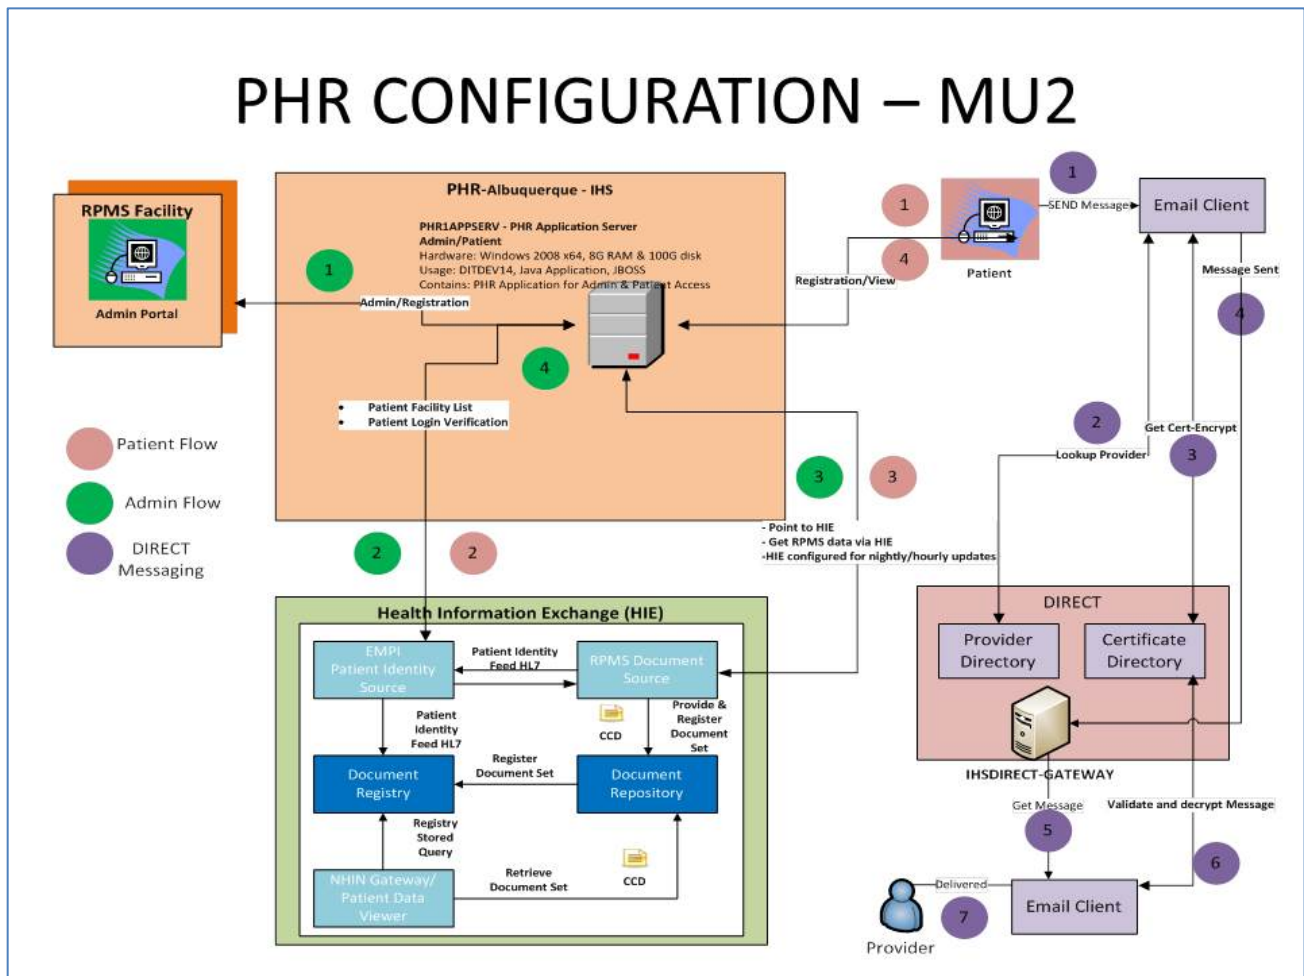 PHR CONFIGURATION – MU2
RPMS Facility
Admin Portal
1
Admin/Registration
PHR-Albuquerque - IHS
PHR1APPSERV - PHR Application Server
Admin/Patient
Hardware: Windows 2008 x64, 8G RAM & 100G disk
Usage: DITDEV14, Java Application, JBOSS
Contains: PHR Application for Admin & Patient Access
4
• Patient Facility List
• Patient Login Verification
1
4
Registration/View
Patient
1
SEND Message
Email Client
Message Sent
4
2
Lookup Provider
Get Cert-Encrypt
3
Patient Flow
Admin Flow
DIRECT
Messaging
2
2
3
3
- Point to HIE
- Get RPMS data via HIE
-HIE configured for nightly/hourly updates
Health Information Exchange (HIE)
EMPI
Patient Identity
Source
Patient Identity
Feed HL7
RPMS Document
Source
Patient
Identity
Feed HL7
CCD
Provide &
Register
Document
Set
Document
Registry
Register
Document Set
Document
Repository
Registry
Stored
Query
NHIN Gateway/
Patient Data
Viewer
Retrieve
Document Set
CCD
DIRECT
Provider
Directory
Certificate
Directory
IHSDIRECT-GATEWAY
Get Message
5
Validate and decrypt Message
6
Delivered
7
Provider
Email Client